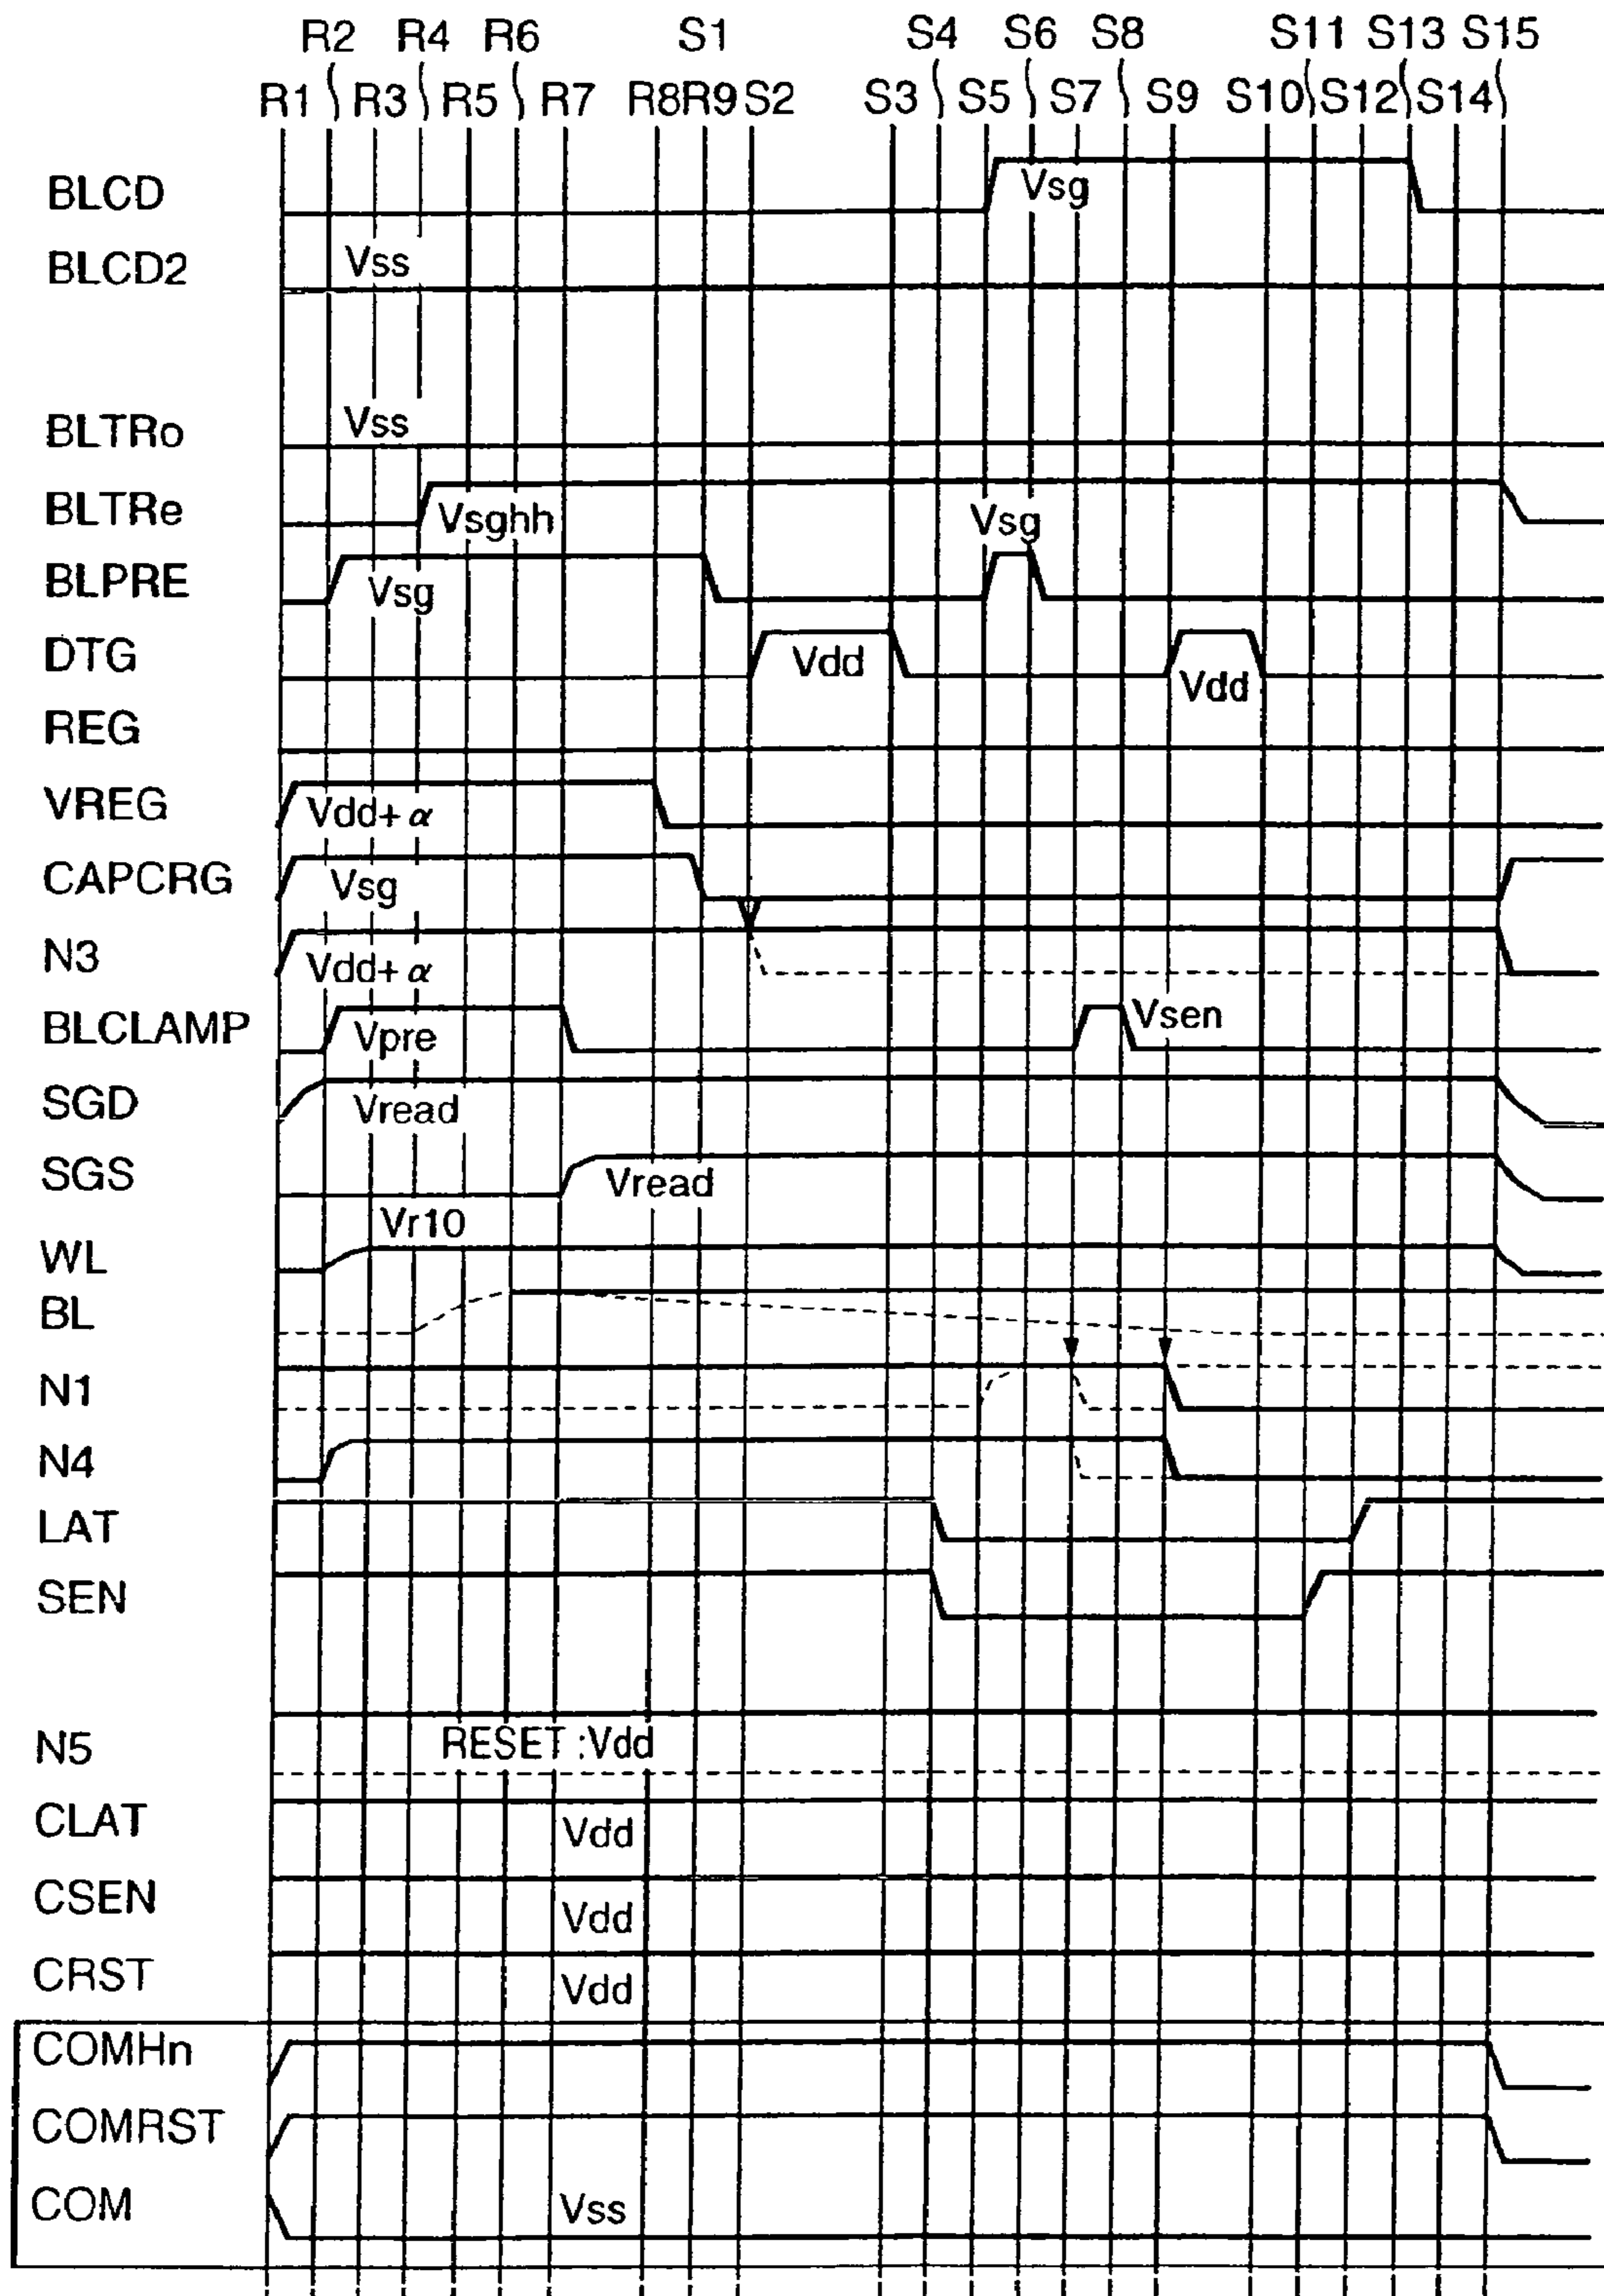 R2 R4 R6 S1 S4 S6 S8 S11 S13 S15
R1 R3 R5 R7 R8R9 S2 S3 S5 S7 S9 S10 S12 S14
BLCD Vsg
BLCD2 Vss
BLTRo Vss
BLTRe Vsghh
BLPRE Vsg Vsg
DTG Vdd Vdd
REG
VREG Vdd+α
CAPCRG Vsg
N3 Vdd+α
BLCLAMP Vpre Vsen
SGD Vread
SGS Vread
WL Vr10
BL
N1
N4
LAT
SEN
N5 RESET :Vdd
CLAT Vdd
CSEN Vdd
CRST Vdd
COMHn
COMRST
COM Vss